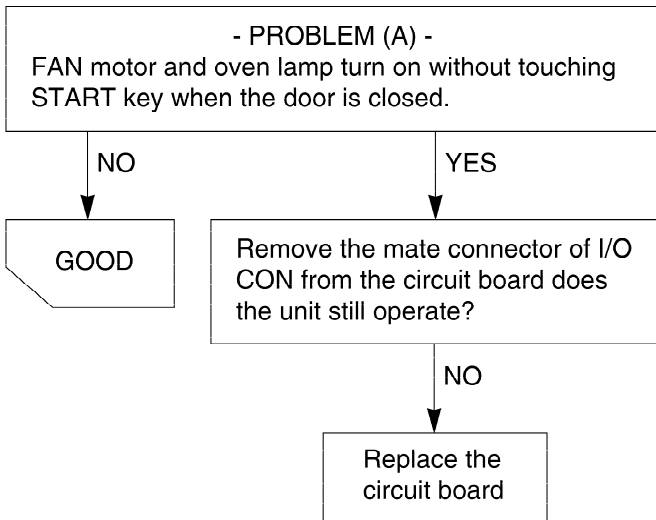 - PROBLEM (A) -
FAN motor and oven lamp turn on without touching
START key when the door is closed.
NO
YES
GOOD
Remove the mate connector of I/O
CON from the circuit board does
the unit still operate?
NO
Replace the
circuit board